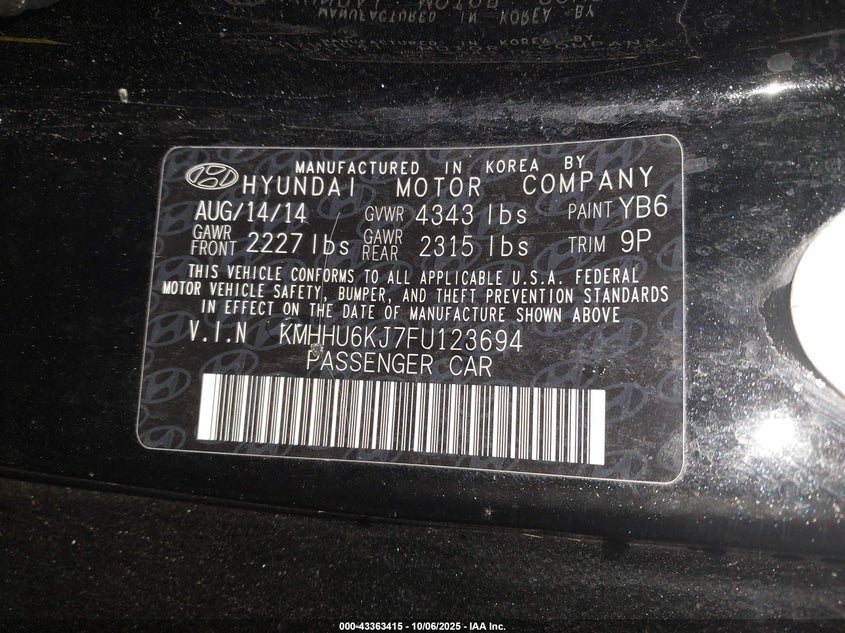 MANUFACTURED IN KOREA BY
HYUNDAI MOTOR COMPANY
AUG/14/14 GVWR 4343 lbs PAINT YB6
GAWR FRONT 2227 lbs GAWR REAR 2315 lbs TRIM 9P
THIS VEHICLE CONFORMS TO ALL APPLICABLE U.S.A. FEDERAL
MOTOR VEHICLE SAFETY, BUMPER, AND THEFT PREVENTION STANDARDS
IN EFFECT ON THE DATE OF MANUFACTURE SHOWN ABOVE
V.I.N KMHHU6KJ7FU123694
PASSENGER CAR
000-43363415 - 10/06/2025 - IAA Inc.